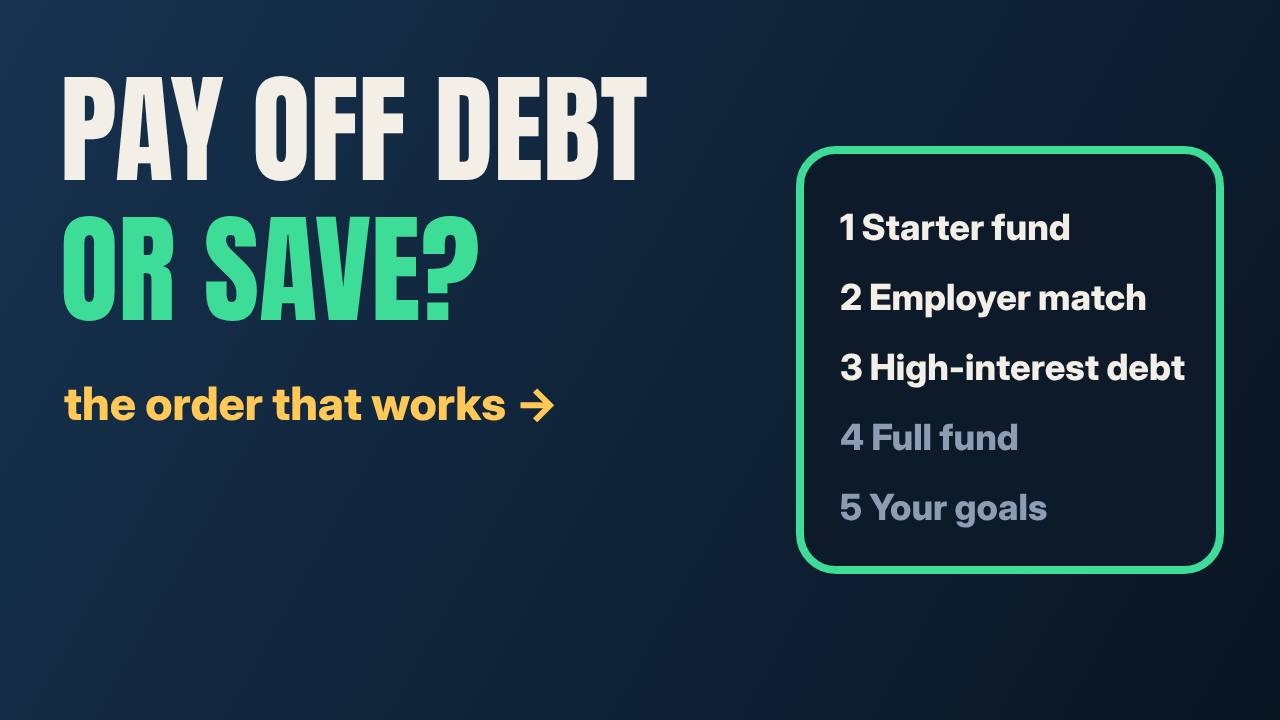 PAY OFF DEBT
OR SAVE?
the order that works →
1 Starter fund
2 Employer match
3 High-interest debt
4 Full fund
5 Your goals